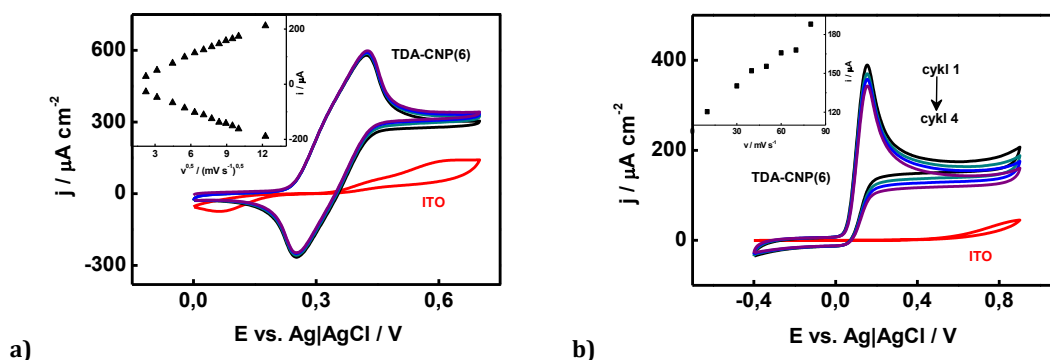 600
300
0
-300
j / µA cm⁻²
0,0
0,3
0,6
E vs. Ag|AgCl / V
TDA-CNP(6)
ITO
200
0
-200
i / µA
3
6
9
12
v⁰·⁵ / (mV s⁻¹)⁰·⁵
a)
400
200
0
j / µA cm⁻²
-0,4
0,0
0,4
0,8
E vs. Ag|AgCl / V
TDA-CNP(6)
cykl 1
cykl 4
ITO
180
150
120
i / µA
0
30
60
90
v / mV s⁻¹
b)